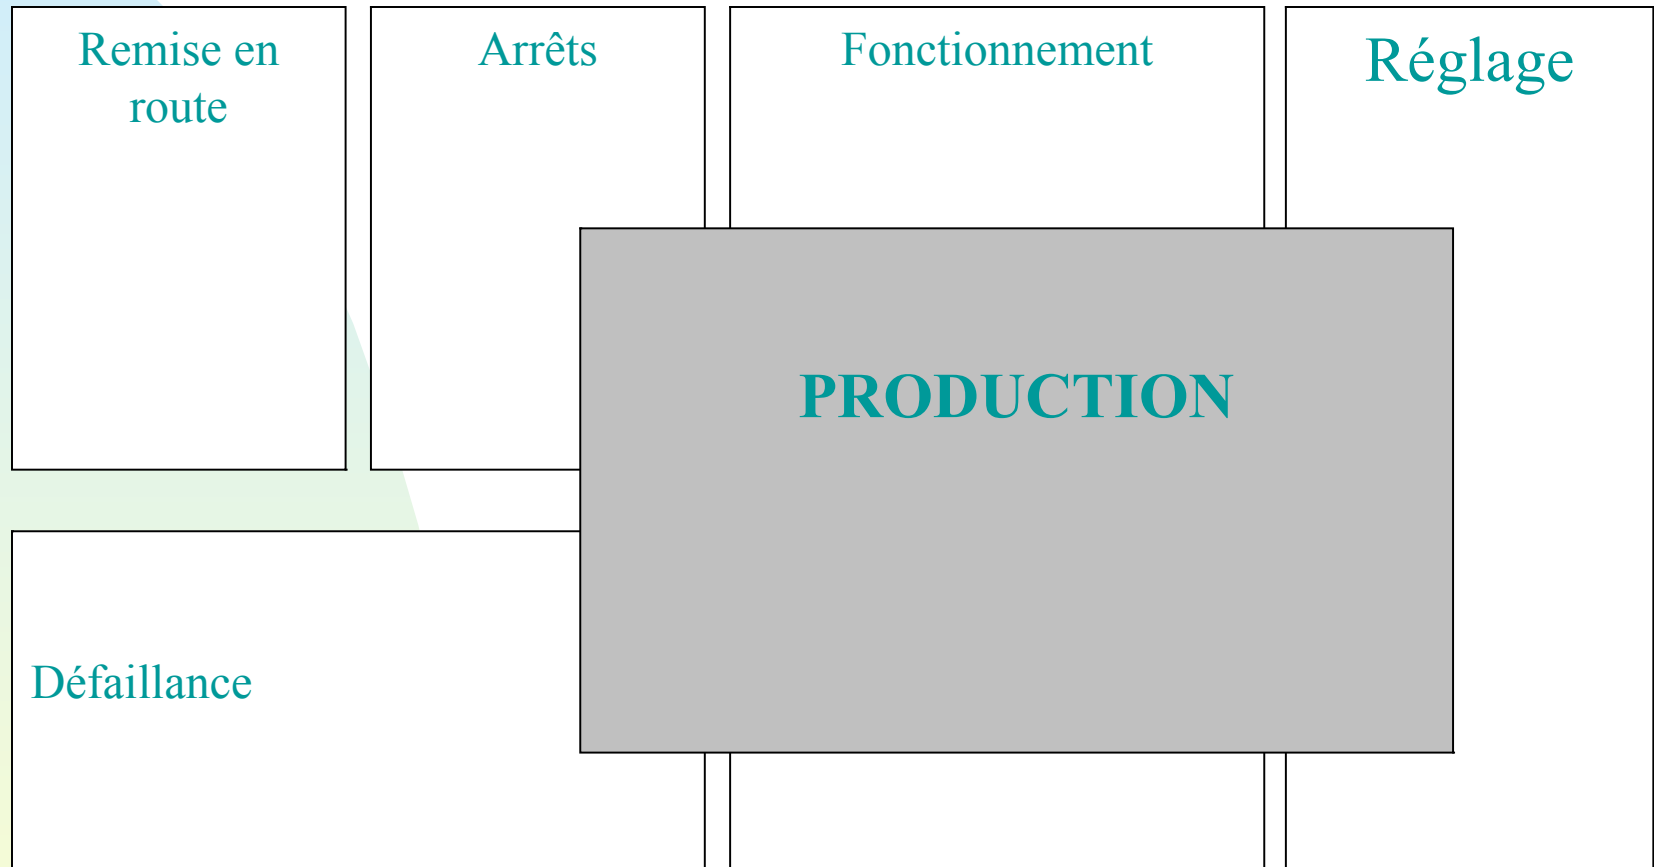 Remise en
route
Arrêts
Fonctionnement
Réglage
PRODUCTION
Défaillance